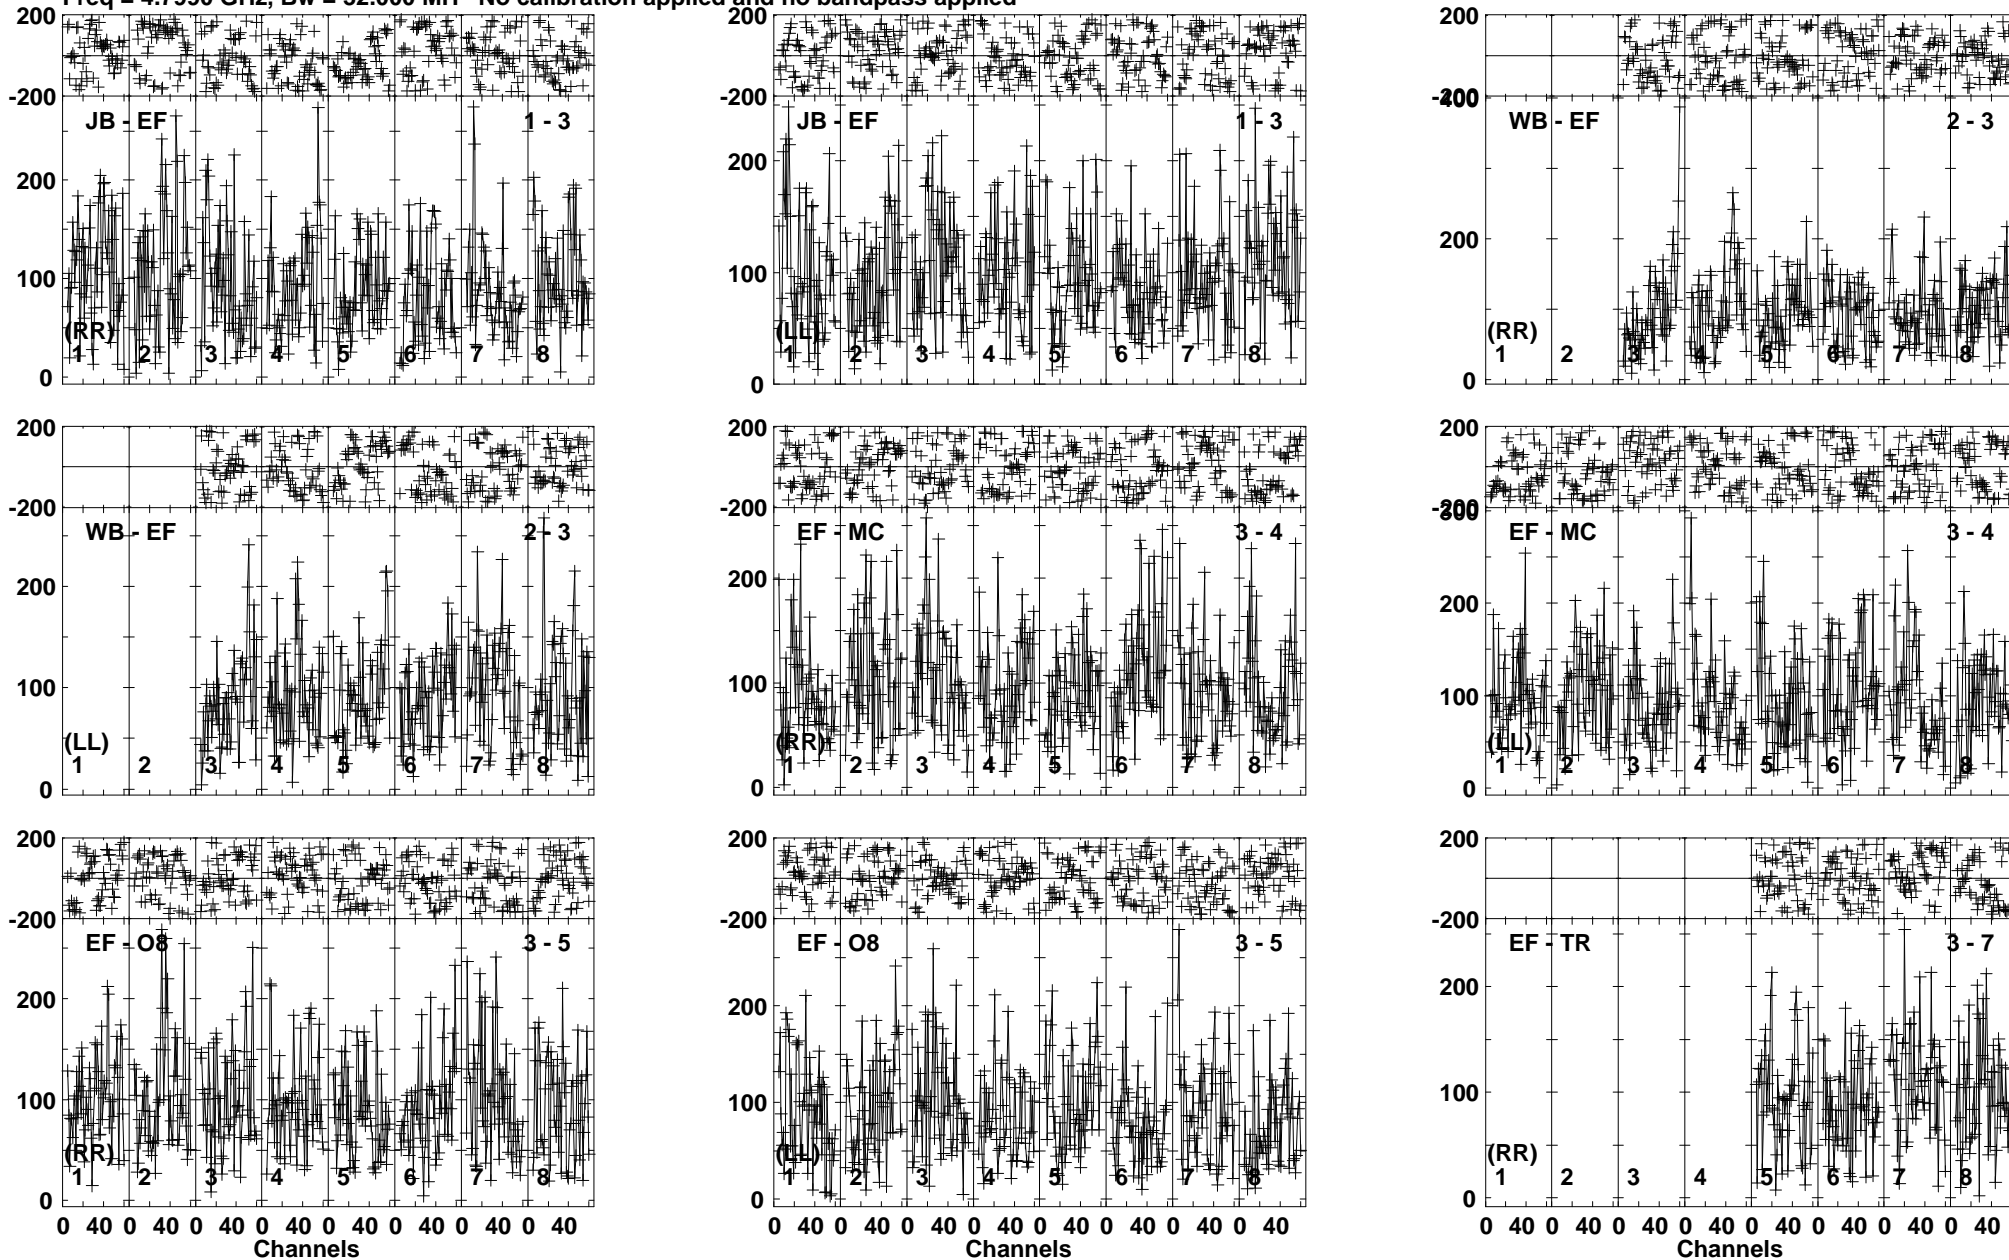 Freq = 4.7990 GHz, Bw = 32.000 MH No calibration applied and no bandpass applied
200 200 200
-200 -200 -200
400
JB - EF 1 - 3 JB - EF 1 - 3 WB - EF 2 - 3
200 200 200
100 100
(RR) (LL) (RR)
1 2 3 4 5 6 7 8 1 2 3 4 5 6 7 8 1 2 3 4 5 6 7 8
0 0 0
200 200 200
-200 -200 -200
300
WB - EF 2 - 3 EF - MC 3 - 4 EF - MC 3 - 4
200 200 200
100 100 100
(LL) (RR) (LL)
1 2 3 4 5 6 7 8 1 2 3 4 5 6 7 8 1 2 3 4 5 6 7 8
0 0 0
200 200 200
-200 -200 -200
EF - O8 3 - 5 EF - O8 3 - 5 EF - TR 3 - 7
200 200 200
100 100 100
(RR) (LL) (RR)
1 2 3 4 5 6 7 8 1 2 3 4 5 6 7 8 1 2 3 4 5 6 7 8
0 0 0
0 40 0 40 0 40 0 40 0 40 0 40 0 40 0 40 0 40 0 40 0 40 0 40 0 40 0 40 0 40 0 40 0 40 0 40 0 40 0 40 0 40 0 40 0 40 0 40
Channels Channels Channels